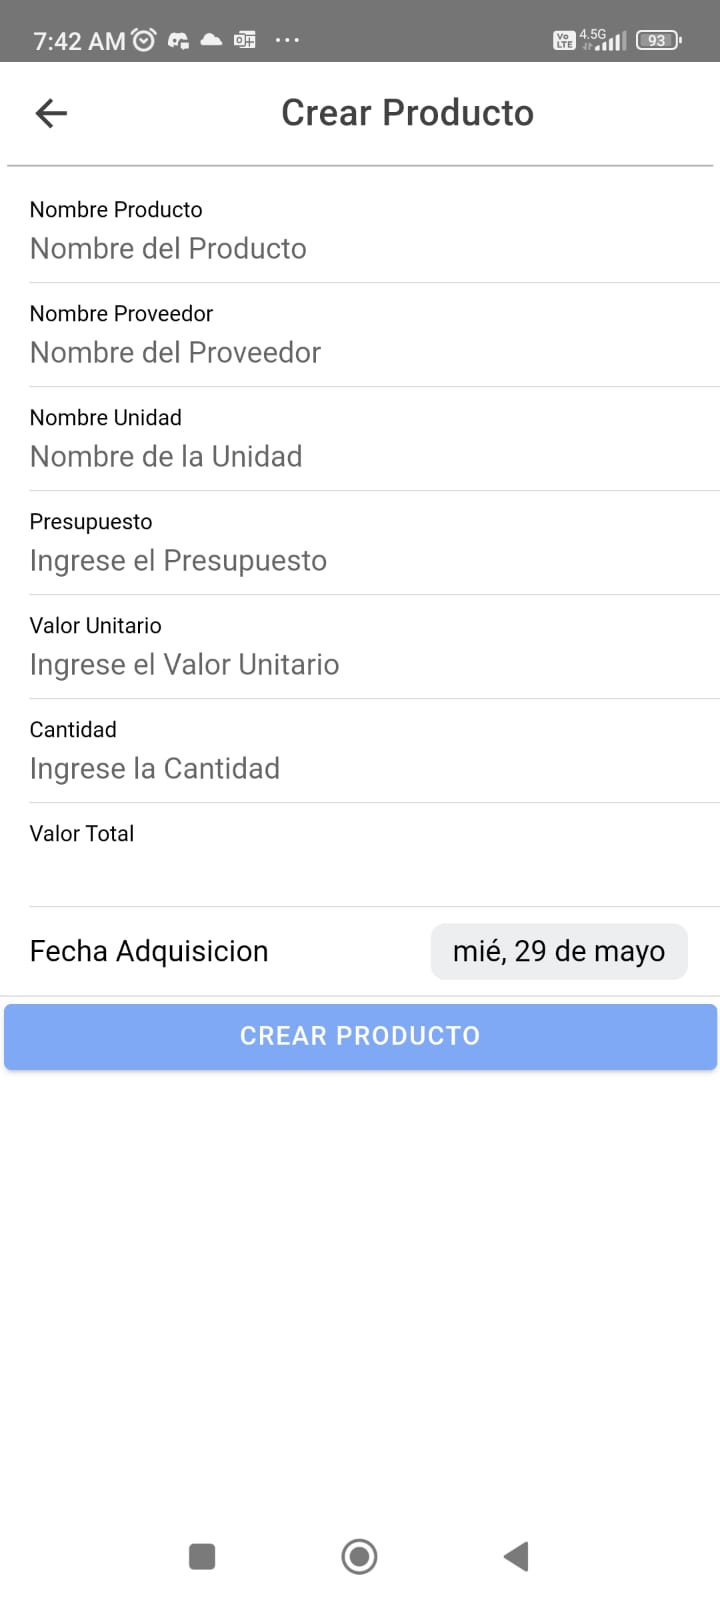 7:42 AM
Vo LTE 4.5G 93
Crear Producto
Nombre Producto
Nombre del Producto
Nombre Proveedor
Nombre del Proveedor
Nombre Unidad
Nombre de la Unidad
Presupuesto
Ingrese el Presupuesto
Valor Unitario
Ingrese el Valor Unitario
Cantidad
Ingrese la Cantidad
Valor Total
Fecha Adquisicion
mié, 29 de mayo
CREAR PRODUCTO